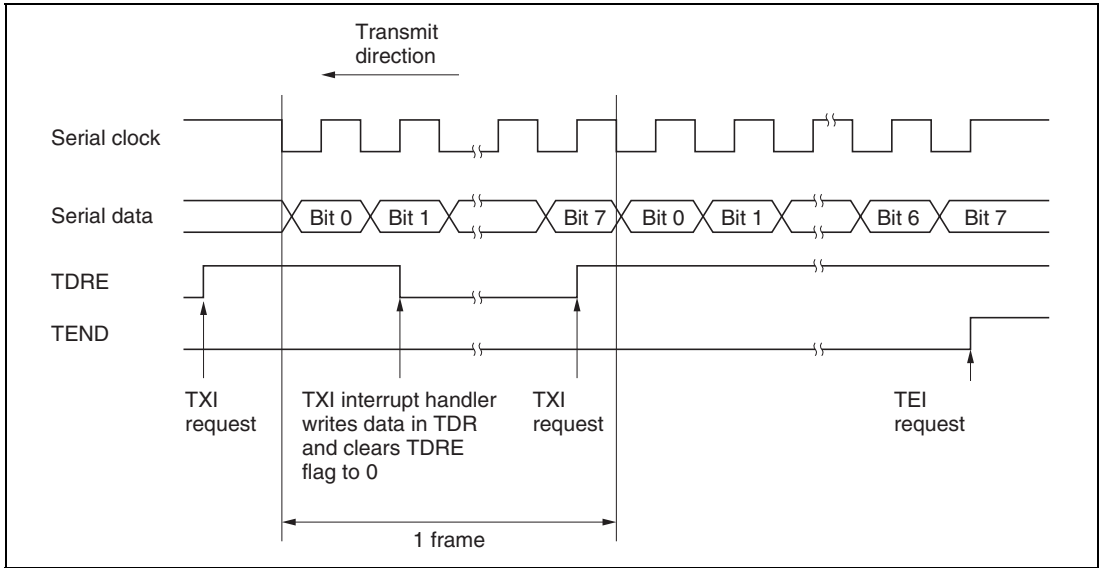 Transmit
direction
Serial clock
Serial data
Bit 0
Bit 1
Bit 7
Bit 0
Bit 1
Bit 6
Bit 7
TDRE
TEND
TXI
request
TXI interrupt handler
writes data in TDR
and clears TDRE
flag to 0
TXI
request
TEI
request
1 frame